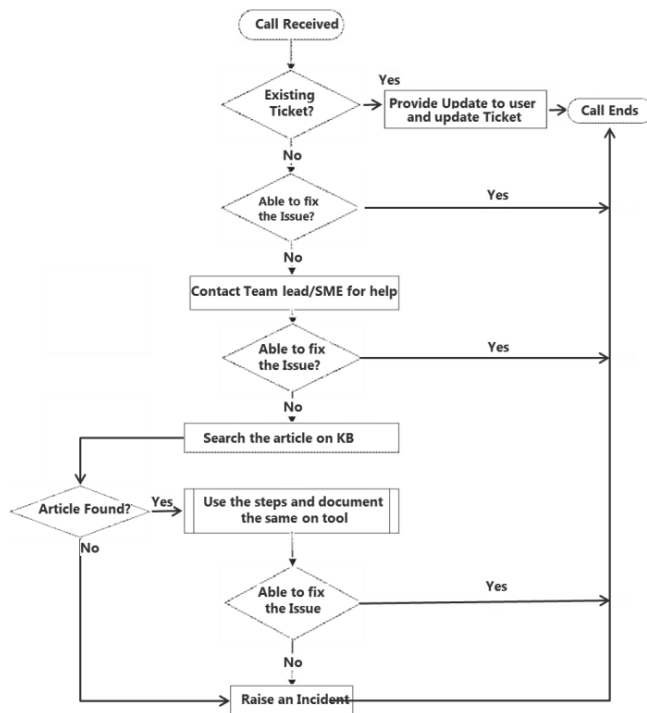 Call Received
Existing
Ticket?
Yes
Provide Update to user
and update Ticket
Call Ends
No
Able to fix
the Issue?
Yes
No
Contact Team lead/SME for help
Able to fix
the Issue?
Yes
No
Search the article on KB
Article Found?
Yes
Use the steps and document
the same on tool
No
Able to fix
the Issue
Yes
No
Raise an Incident